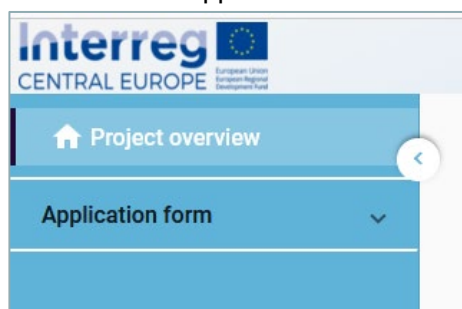 Interreg
CENTRAL EUROPE
European Union
European Regional
Development Fund
Project overview
Application form